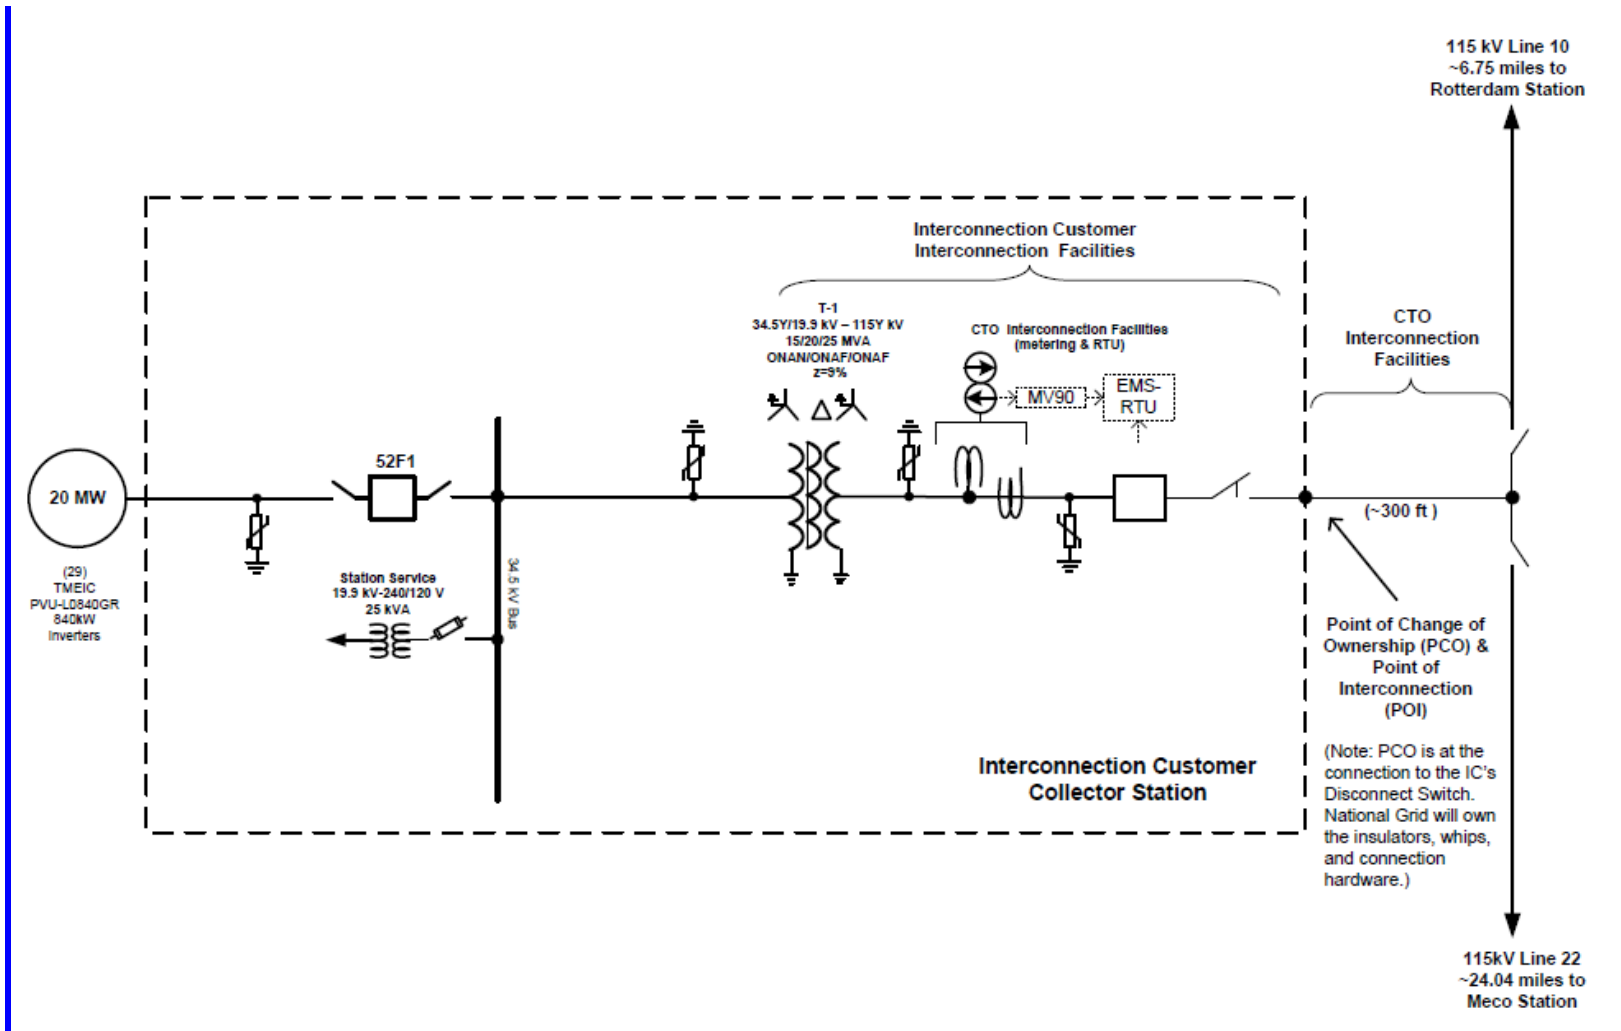 115 kV Line 10
~6.75 miles to
Rotterdam Station
Interconnection Customer
Interconnection Facilities
T-1
34.5Y/19.9 kV – 115Y kV
15/20/25 MVA
ONAN/ONAF/ONAF
z=9%
CTO Interconnection Facilities
(metering & RTU)
MV90
EMS-
RTU
CTO
Interconnection
Facilities
20 MW
52F1
(29)
TMEIC
PVU-L0840GR
840kW
Inverters
Station Service
19.9 kV-240/120 V
25 kVA
34.5 kV Bus
(~300 ft )
Point of Change of
Ownership (PCO) &
Point of
Interconnection
(POI)
(Note: PCO is at the
connection to the IC's
Disconnect Switch.
National Grid will own
the insulators, whips,
and connection
hardware.)
Interconnection Customer
Collector Station
115kV Line 22
~24.04 miles to
Meco Station